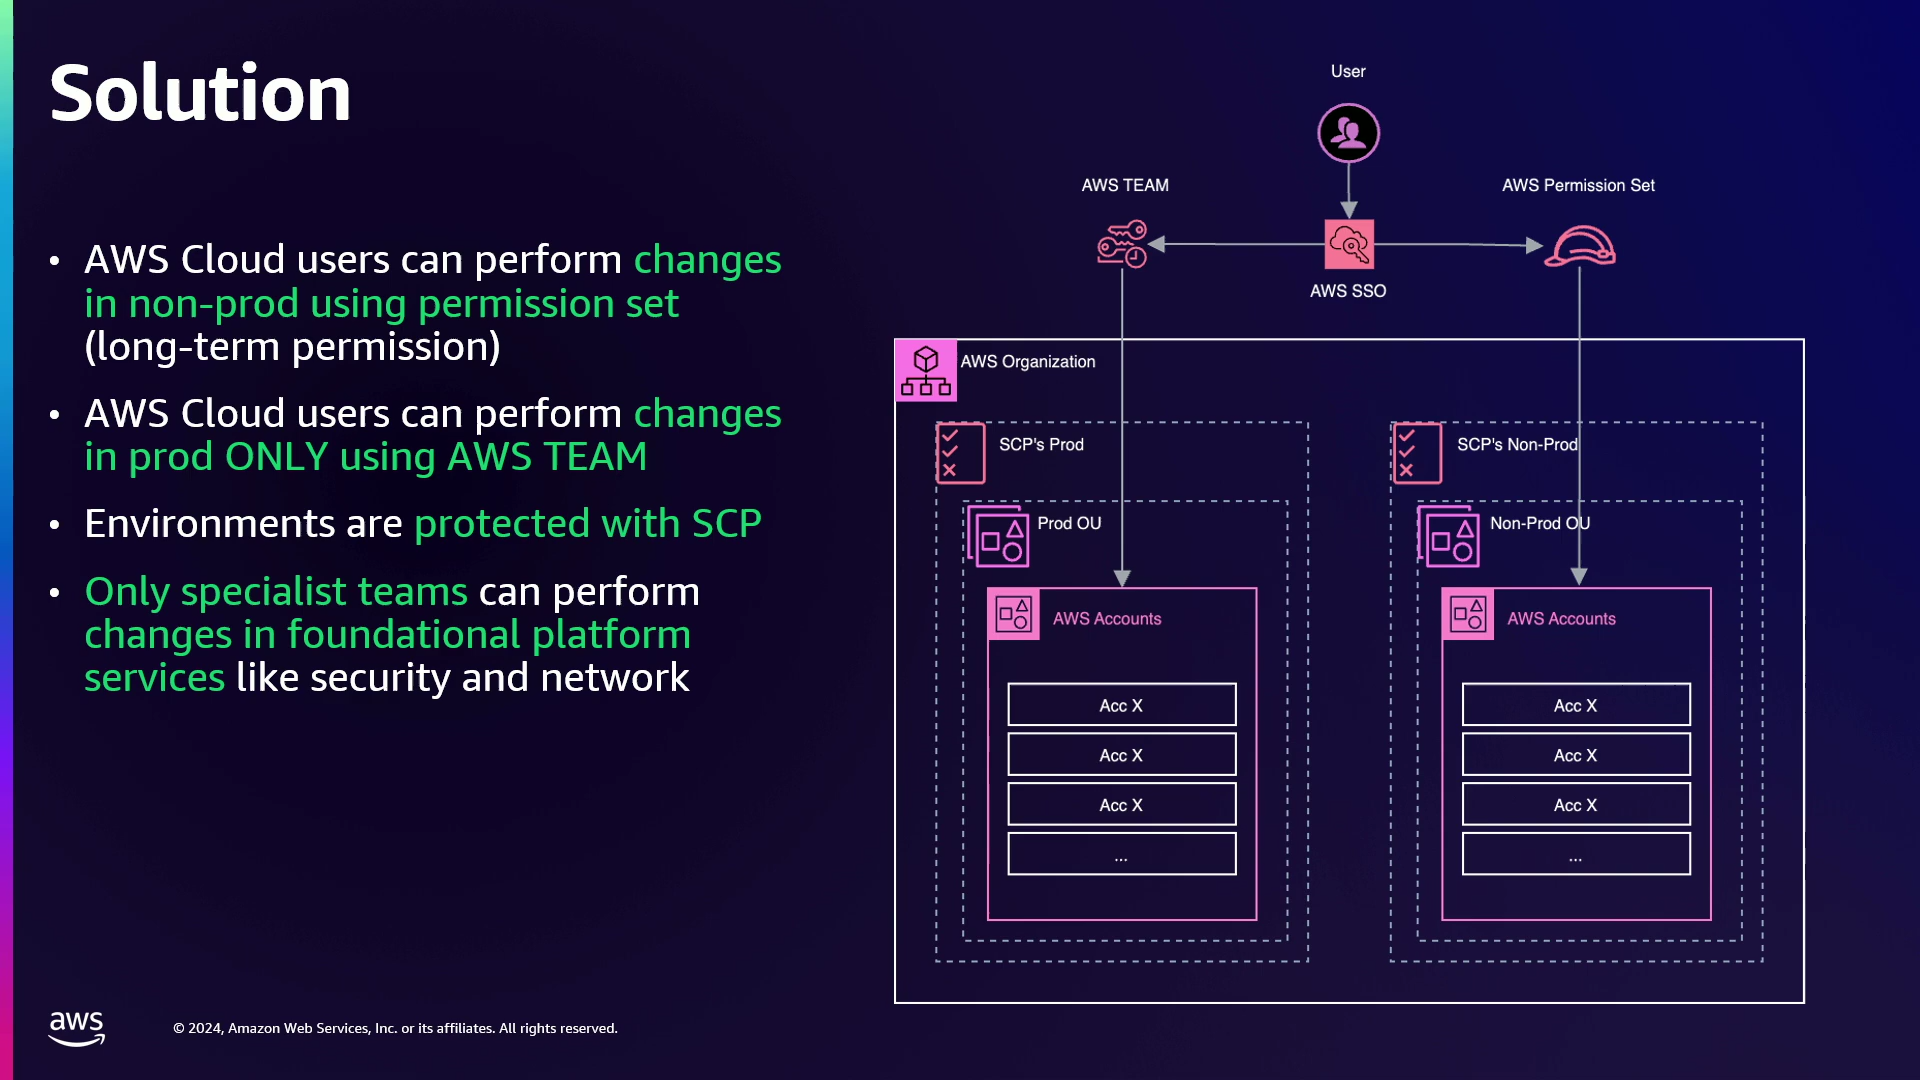 Solution
• AWS Cloud users can perform changes
in non-prod using permission set
(long-term permission)
• AWS Cloud users can perform changes
in prod ONLY using AWS TEAM
• Environments are protected with SCP
• Only specialist teams can perform
changes in foundational platform
services like security and network
User
AWS TEAM
AWS Permission Set
AWS SSO
AWS Organization
SCP's Prod
Prod OU
AWS Accounts
Acc X
Acc X
Acc X
...
SCP's Non-Prod
Non-Prod OU
AWS Accounts
Acc X
Acc X
Acc X
...
aws
© 2024, Amazon Web Services, Inc. or its affiliates. All rights reserved.